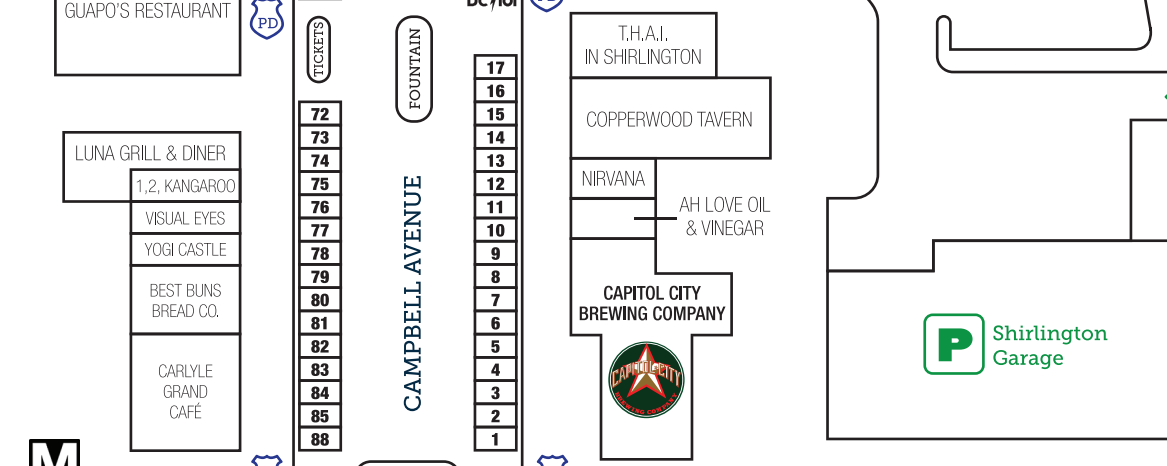 GUAPO'S RESTAURANT
PD
TICKETS
FOUNTAIN
T.H.A.I.
IN SHIRLINGTON
17
16
15
14
13
12
11
10
9
8
7
6
5
4
3
2
1
72
73
74
75
76
77
78
79
80
81
82
83
84
85
88
CAMPBELL AVENUE
COPPERWOOD TAVERN
LUNA GRILL & DINER
1,2, KANGAROO
VISUAL EYES
YOGI CASTLE
BEST BUNS
BREAD CO.
CARLYLE
GRAND
CAFÉ
NIRVANA
AH LOVE OIL
& VINEGAR
CAPITOL CITY
BREWING COMPANY
CAPITOL CITY
BREWING COMPANY
P
Shirlington
Garage
M